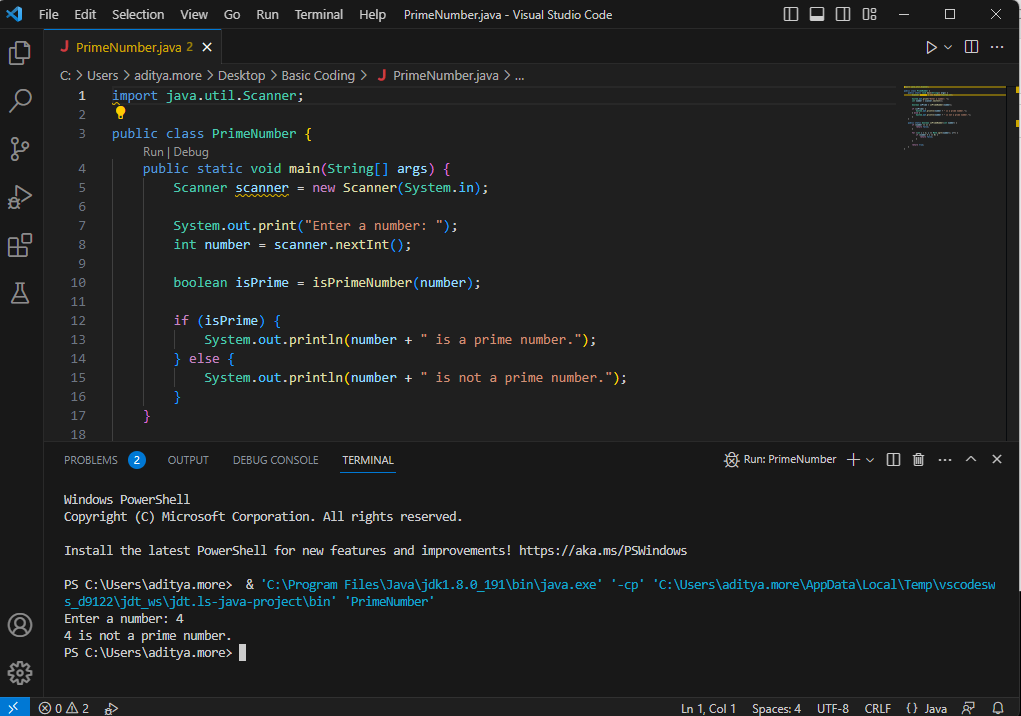 File Edit Selection View Go Run Terminal Help PrimeNumber.java - Visual Studio Code
J PrimeNumber.java 2
C: > Users > aditya.more > Desktop > Basic Coding > J PrimeNumber.java > ...
1 import java.util.Scanner;
2
3 public class PrimeNumber {
Run | Debug
4 public static void main(String[] args) {
5 Scanner scanner = new Scanner(System.in);
6
7 System.out.print("Enter a number: ");
8 int number = scanner.nextInt();
9
10 boolean isPrime = isPrimeNumber(number);
11
12 if (isPrime) {
13 System.out.println(number + " is a prime number.");
14 } else {
15 System.out.println(number + " is not a prime number.");
16 }
17 }
18
PROBLEMS 2 OUTPUT DEBUG CONSOLE TERMINAL Run: PrimeNumber
Windows PowerShell
Copyright (C) Microsoft Corporation. All rights reserved.
Install the latest PowerShell for new features and improvements! https://aka.ms/PSWindows
PS C:\Users\aditya.more> & 'C:\Program Files\Java\jdk1.8.0_191\bin\java.exe' '-cp' 'C:\Users\aditya.more\AppData\Local\Temp\vscodesw
s_d9122\jdt_ws\jdt.ls-java-project\bin' 'PrimeNumber'
Enter a number: 4
4 is not a prime number.
PS C:\Users\aditya.more>
0 2 Ln 1, Col 1 Spaces: 4 UTF-8 CRLF {} Java